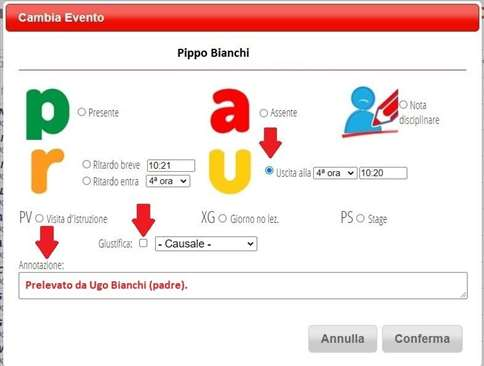 Cambia Evento
Pippo Bianchi
p Presente
a Assente
Nota disciplinare
r Ritardo breve 10:21
Ritardo entra 4ª ora
u Uscita alla 4ª ora 10:20
PV Visita d'istruzione XG Giorno no lez. PS Stage
Giustifica: - Causale -
Annotazione:
Prelevato da Ugo Bianchi (padre).
Annulla Conferma